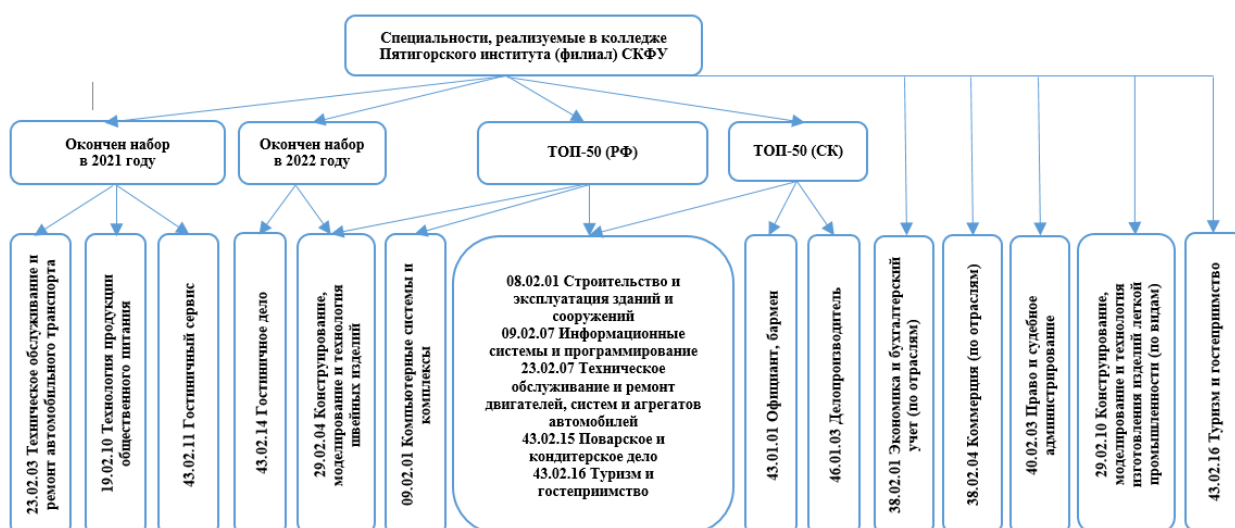 Специальности, реализуемые в колледже
Пятигорского института (филиал) СКФУ
Окончен набор
в 2021 году
Окончен набор
в 2022 году
ТОП-50 (РФ)
ТОП-50 (СК)
23.02.03 Техническое обслуживание и
ремонт автомобильного транспорта
19.02.10 Технология продукции
общественного питания
43.02.11 Гостиничный сервис
43.02.14 Гостиничное дело
29.02.04 Конструирование,
моделирование и технология
швейных изделий
09.02.01 Компьютерные системы и
комплексы
08.02.01 Строительство и
эксплуатация зданий и
сооружений
09.02.07 Информационные
системы и программирование
23.02.07 Техническое
обслуживание и ремонт
двигателей, систем и агрегатов
автомобилей
43.02.15 Поварское и
кондитерское дело
43.02.16 Туризм и
гостеприимство
43.01.01 Официант, бармен
46.01.03 Делопроизводитель
38.02.01 Экономика и бухгалтерский
учет (по отраслям)
38.02.04 Коммерция (по отраслям)
40.02.03 Право и судебное
администрирование
29.02.10 Конструирование,
моделирование и технология
изготовления изделий легкой
промышленности (по видам)
43.02.16 Туризм и гостеприимство